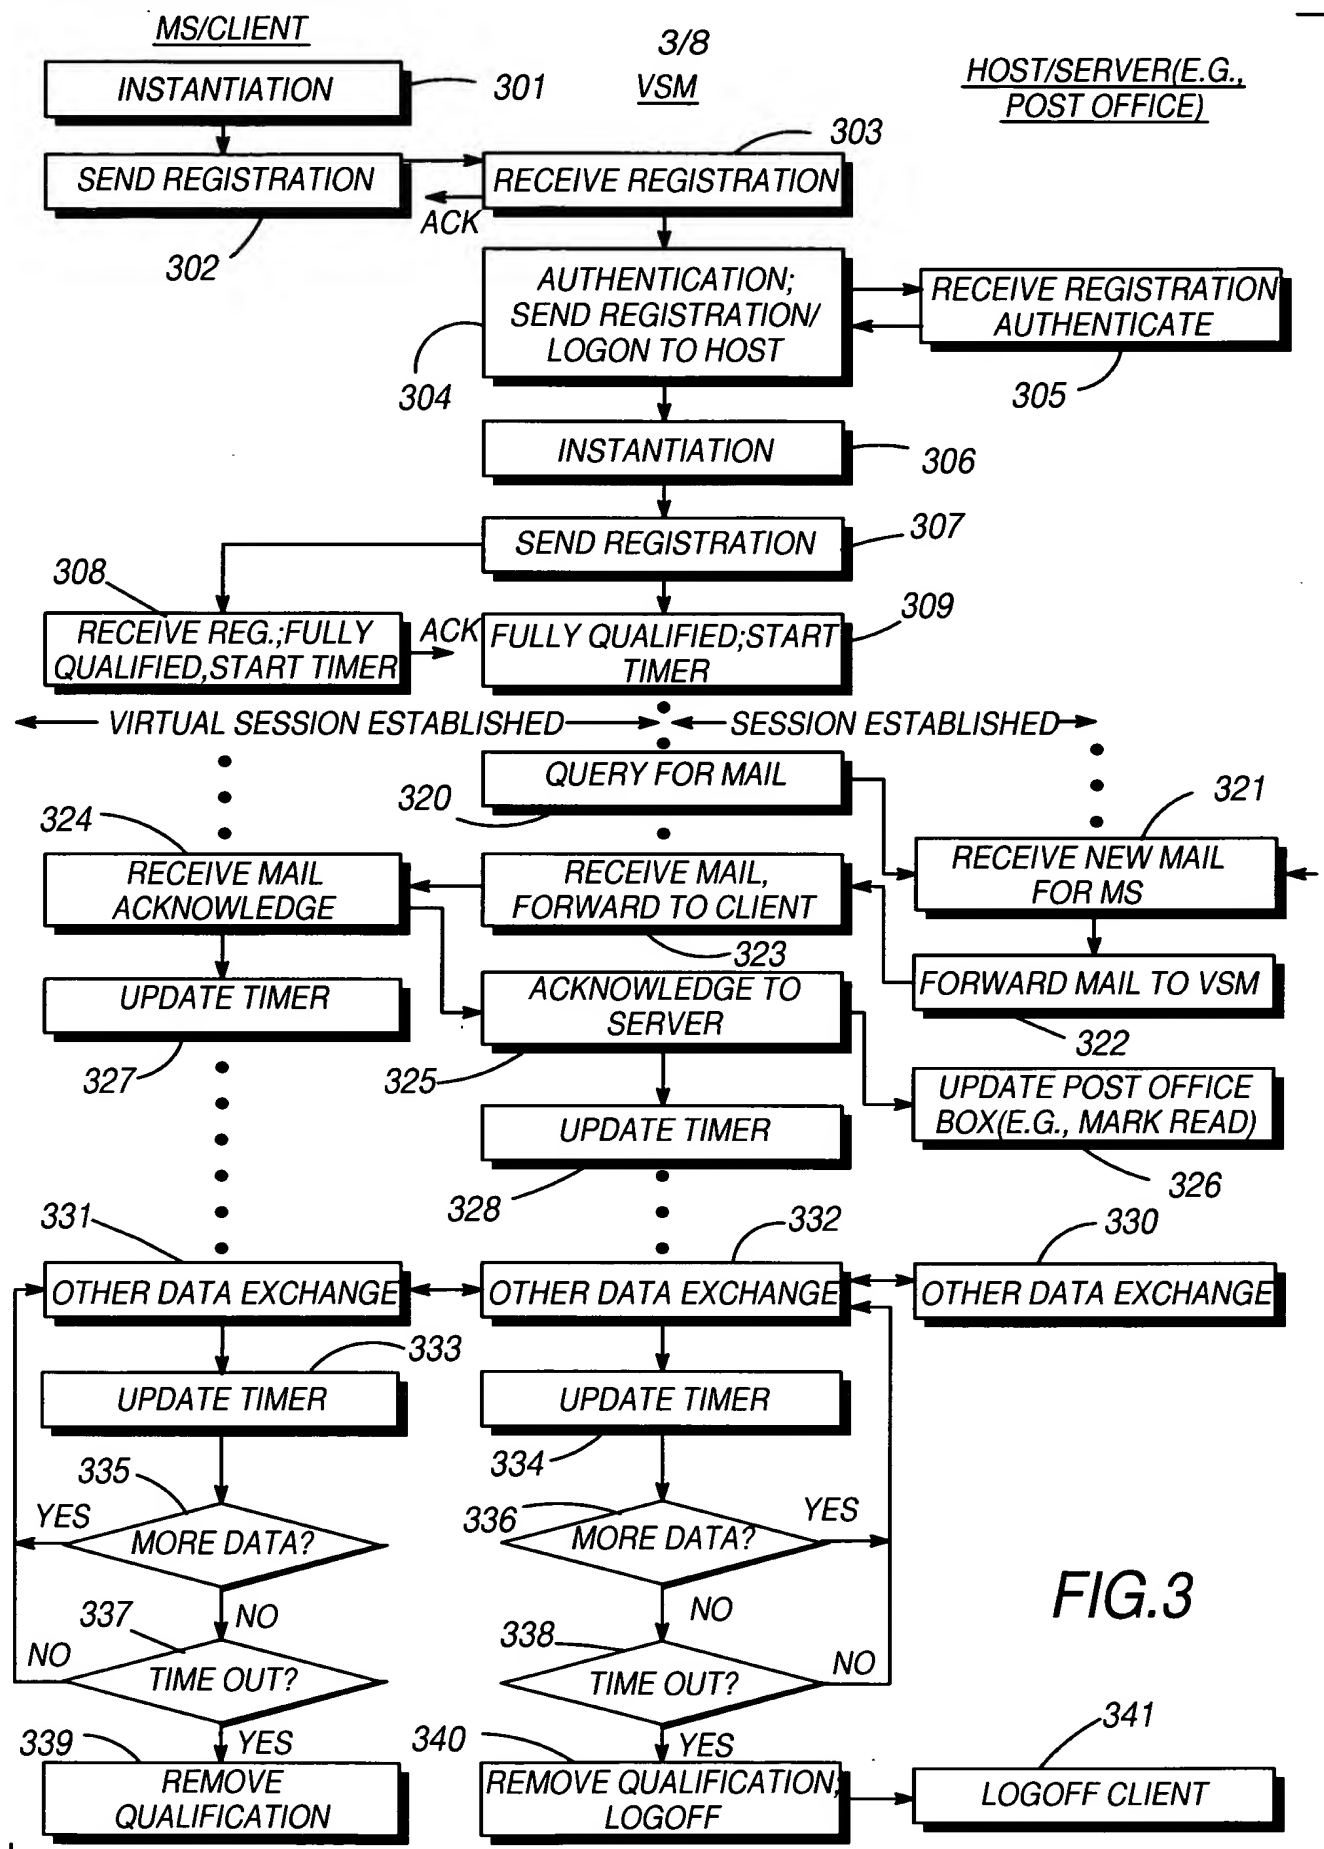 MS/CLIENT
3/8
VSM
HOST/SERVER(E.G.,
POST OFFICE)
INSTANTIATION
301
SEND REGISTRATION
302
303
RECEIVE REGISTRATION
ACK
AUTHENTICATION;
SEND REGISTRATION/
LOGON TO HOST
304
RECEIVE REGISTRATION
AUTHENTICATE
305
INSTANTIATION
306
SEND REGISTRATION
307
308
RECEIVE REG.;FULLY
QUALIFIED,START TIMER
ACK
309
FULLY QUALIFIED;START
TIMER
VIRTUAL SESSION ESTABLISHED
SESSION ESTABLISHED
QUERY FOR MAIL
320
321
RECEIVE NEW MAIL
FOR MS
324
RECEIVE MAIL
ACKNOWLEDGE
RECEIVE MAIL,
FORWARD TO CLIENT
323
FORWARD MAIL TO VSM
322
UPDATE TIMER
327
ACKNOWLEDGE TO
SERVER
325
UPDATE POST OFFICE
BOX(E.G., MARK READ)
326
UPDATE TIMER
328
331
332
330
OTHER DATA EXCHANGE
OTHER DATA EXCHANGE
OTHER DATA EXCHANGE
333
UPDATE TIMER
UPDATE TIMER
334
335
YES
MORE DATA?
NO
336
YES
MORE DATA?
NO
FIG.3
337
NO
TIME OUT?
YES
338
NO
TIME OUT?
YES
339
REMOVE
QUALIFICATION
340
REMOVE QUALIFICATION;
LOGOFF
341
LOGOFF CLIENT